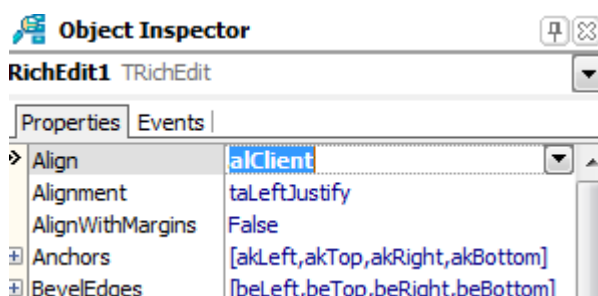 Object Inspector
RichEdit1 TRichEdit
Properties Events
Align alClient
Alignment taLeftJustify
AlignWithMargins False
Anchors [akLeft,akTop,akRight,akBottom]
BevelEdges [beLeft,beTop,beRight,beBottom]